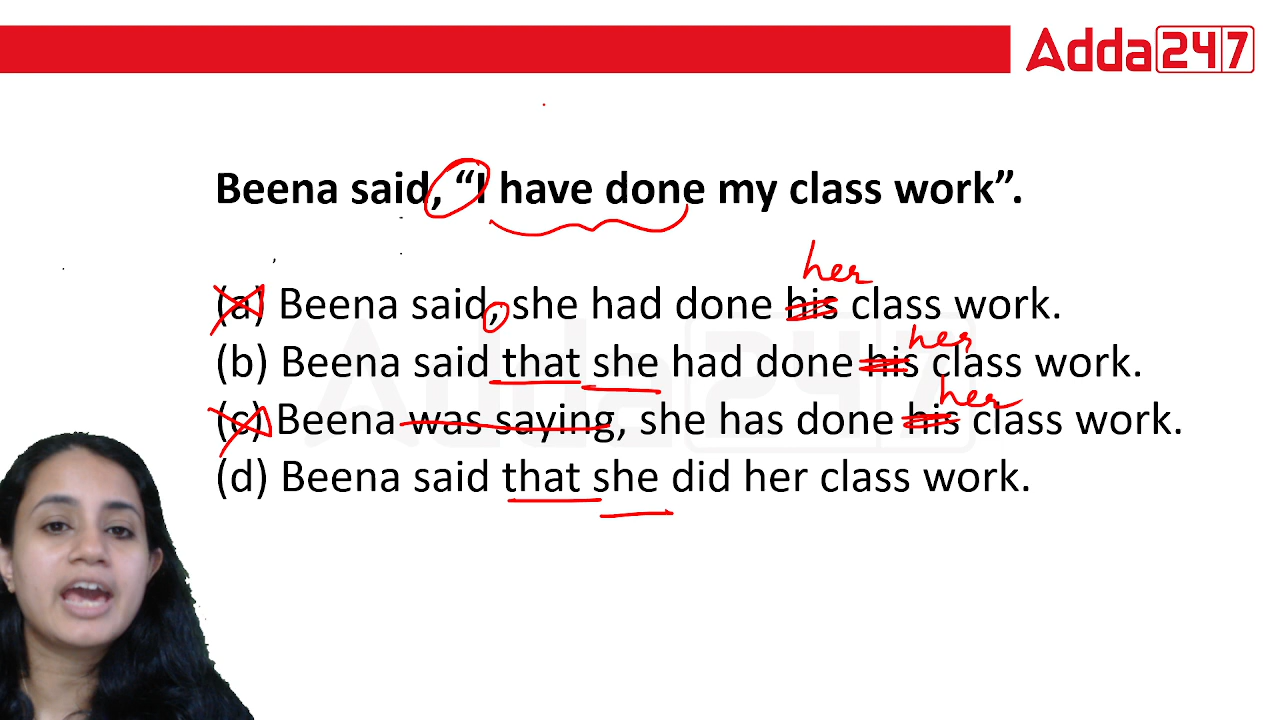 Adda247
Beena said, “I have done my class work”.
her
(a) Beena said, she had done his class work.
her
(b) Beena said that she had done his class work.
her
(c) Beena was saying, she has done his class work.
(d) Beena said that she did her class work.
Adda247